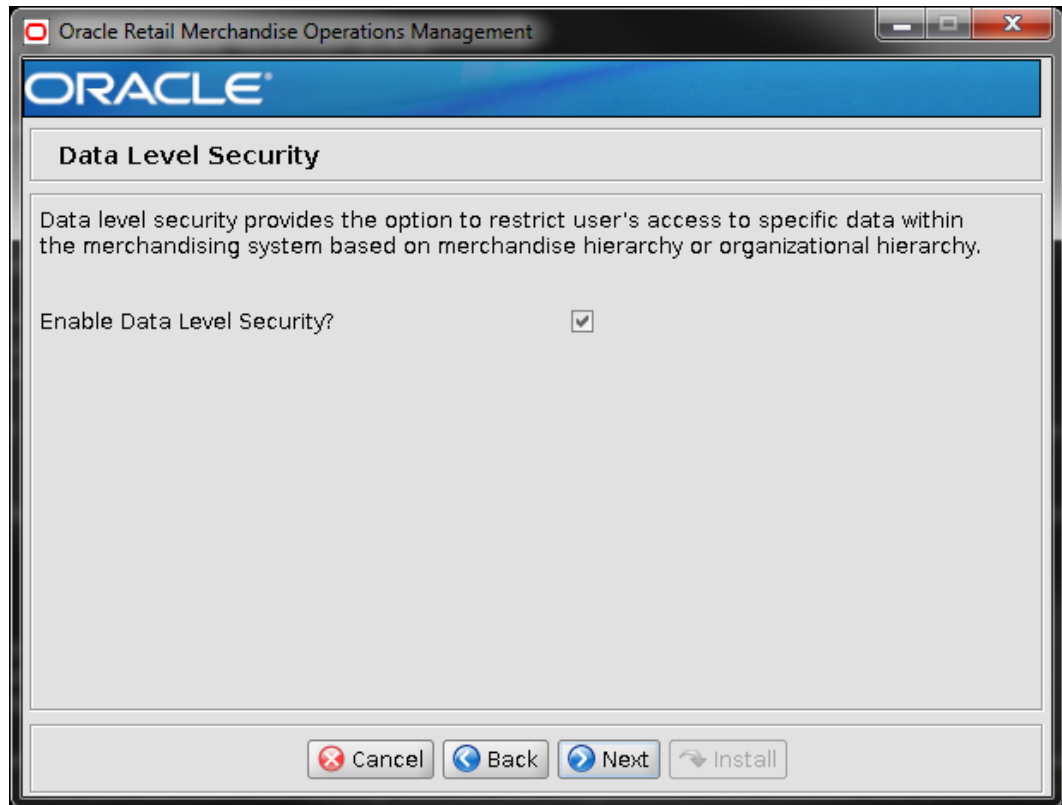 Oracle Retail Merchandise Operations Management
ORACLE®
Data Level Security
Data level security provides the option to restrict user's access to specific data within
the merchandising system based on merchandise hierarchy or organizational hierarchy.
Enable Data Level Security?
Cancel Back Next Install